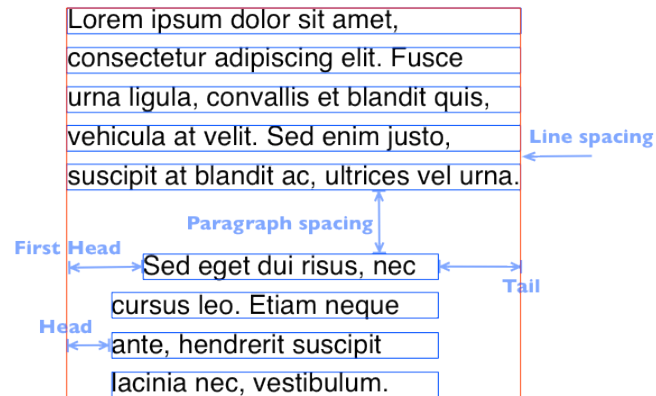 Lorem ipsum dolor sit amet,
consectetur adipiscing elit. Fusce
urna ligula, convallis et blandit quis,
vehicula at velit. Sed enim justo,
Line spacing
suscipit at blandit ac, ultrices vel urna.
Paragraph spacing
First Head
Sed eget dui risus, nec
Tail
cursus leo. Etiam neque
Head
ante, hendrerit suscipit
lacinia nec, vestibulum.